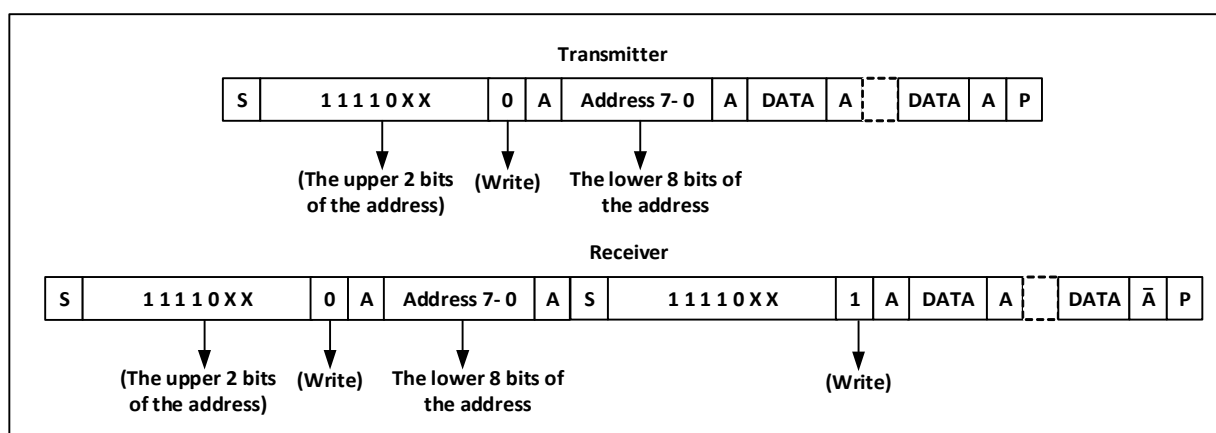 Transmitter
S 1 1 1 1 0 X X 0 A Address 7- 0 A DATA A DATA A P
(The upper 2 bits of the address) (Write) The lower 8 bits of the address
Receiver
S 1 1 1 1 0 X X 0 A Address 7- 0 A S 1 1 1 1 0 X X 1 A DATA A DATA Ā P
(The upper 2 bits of the address) (Write) The lower 8 bits of the address (Write)